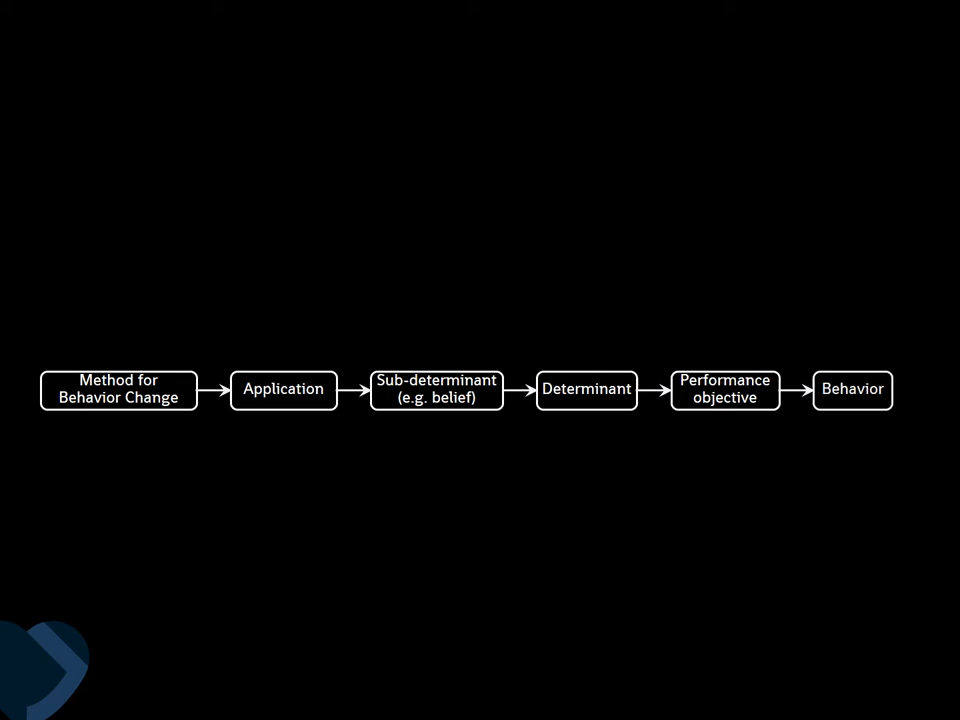 Method for
Behavior Change
Application
Sub-determinant
(e.g. belief)
Determinant
Performance
objective
Behavior